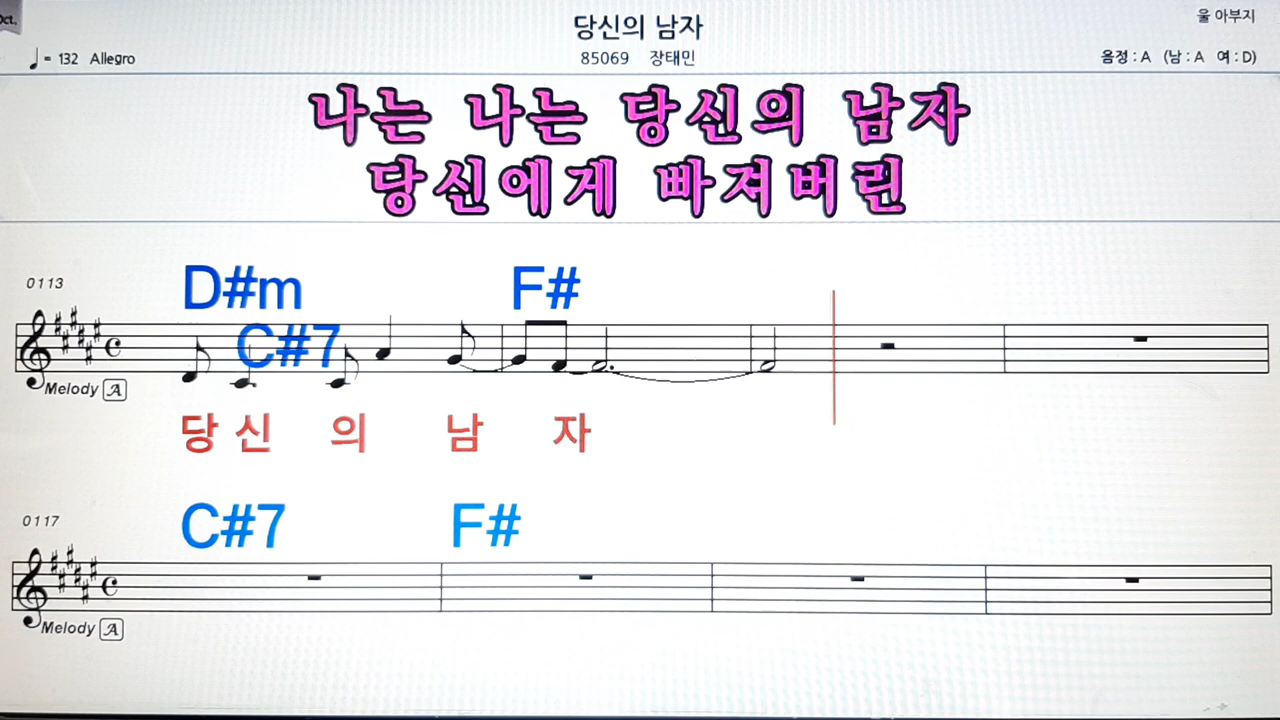 Oct.
당신의 남자
울 아부지
♩ = 132 Allegro
85069 장태민
음정 : A (남 : A 여 : D)
나는 나는 당신의 남자
당신에게 빠져버린
0113
D#m F#
C#7
Melody A
당 신 의 남 자
0117
C#7 F#
Melody A